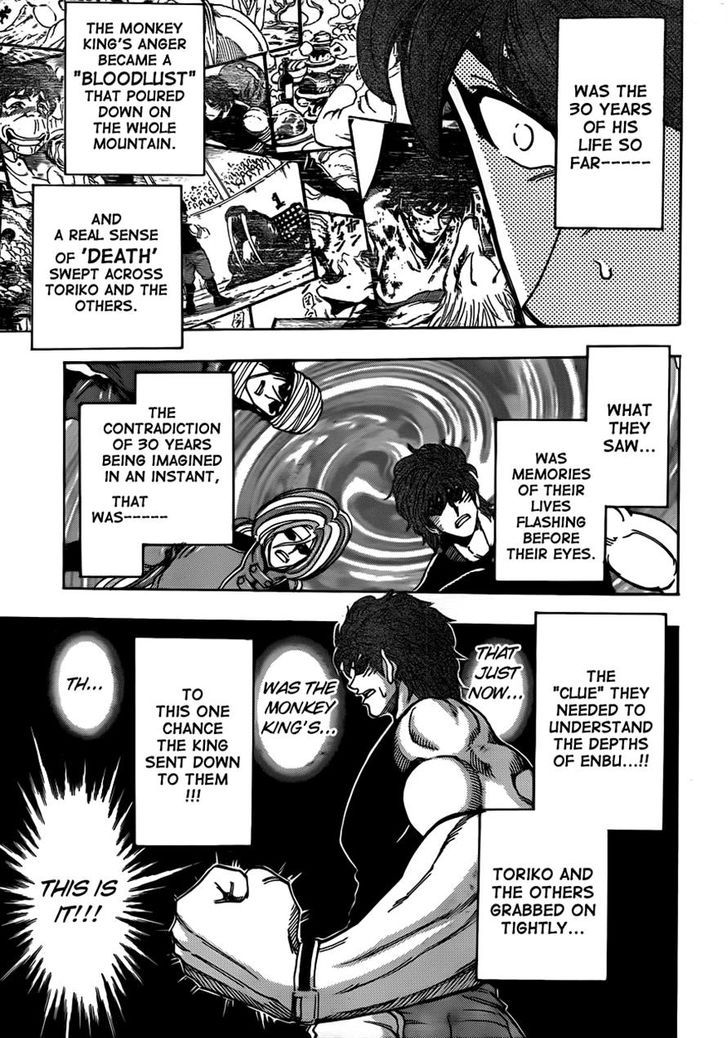 WAS THE
30 YEARS
OF HIS
LIFE SO
FAR-----
THE MONKEY
KING'S ANGER
BECAME A
"BLOODLUST"
THAT POURED
DOWN ON
THE WHOLE
MOUNTAIN.
AND
A REAL SENSE
OF 'DEATH'
SWEPT ACROSS
TORIKO AND THE
OTHERS.
1
WHAT
THEY
SAW...
WAS
MEMORIES
OF THEIR
LIVES
FLASHING
BEFORE
THEIR EYES.
THE
CONTRADICTION
OF 30 YEARS
BEING IMAGINED
IN AN INSTANT,
THAT
WAS-----
THE
"CLUE" THEY
NEEDED TO
UNDERSTAND
THE DEPTHS
OF ENBU...!!
THAT
JUST
NOW...
WAS THE
MONKEY
KING'S...
TO
THIS ONE
CHANCE
THE KING
SENT DOWN
TO THEM
!!!
TH...
TORIKO AND
THE OTHERS
GRABBED ON
TIGHTLY...
THIS IS
IT!!!